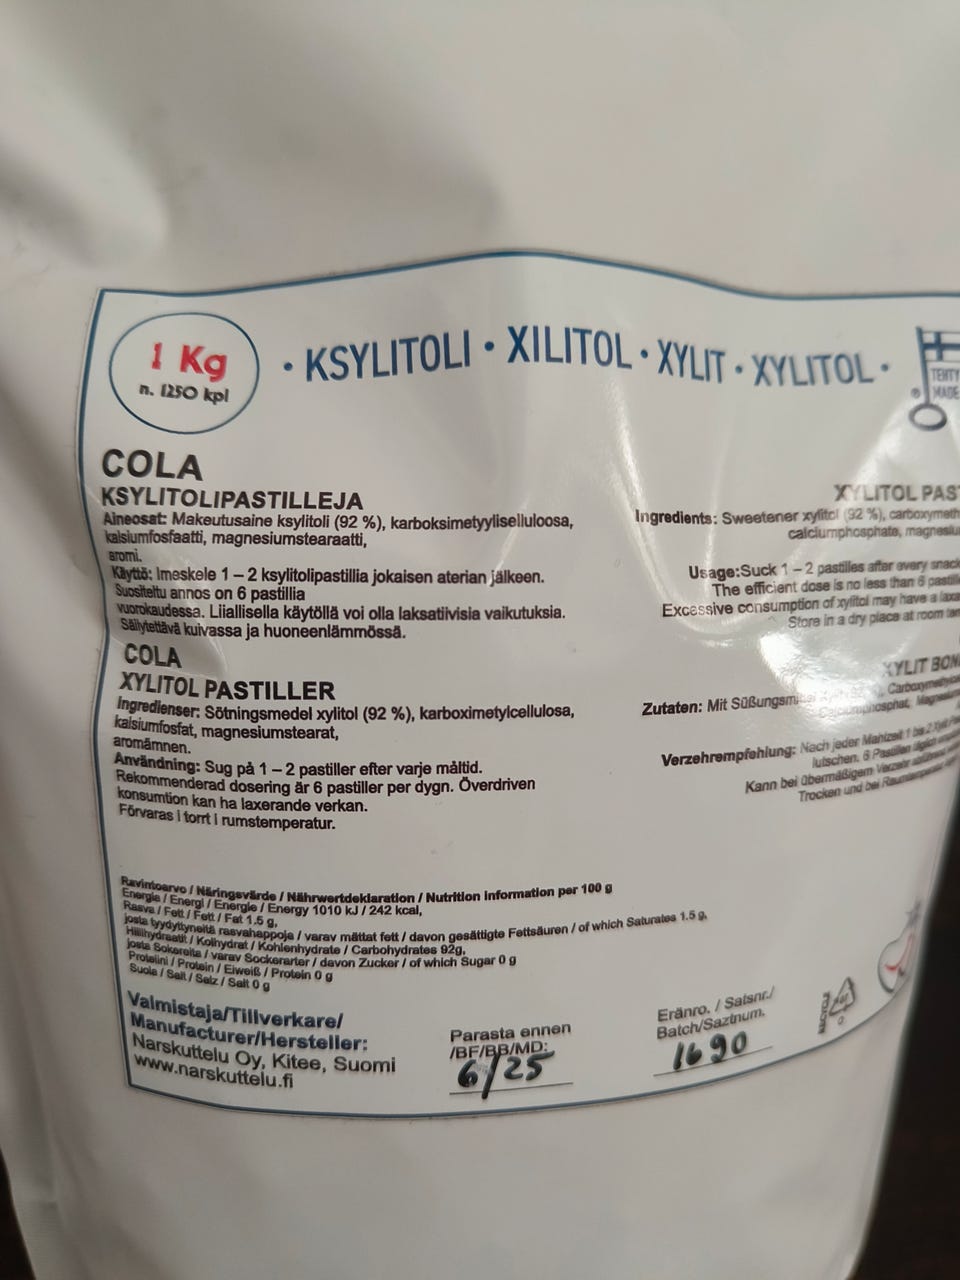 1 Kg
n. 1250 kpl
• KSYLITOLI • XILITOL • XYLIT • XYLITOL •
TEHTY
MADE
COLA
KSYLITOLIPASTILLEJA
Aineosat: Makeutusaine ksylitoli (92 %), karboksimetyyliselluloosa,
kalsiumfosfaatti, magnesiumstearaatti,
aromi.
Käyttö: Imeskele 1 – 2 ksylitolipastillia jokaisen aterian jälkeen.
Suositeltu annos on 6 pastillia
vuorokaudessa. Liiallisella käytöllä voi olla laksatiivisia vaikutuksia.
Säilytettävä kuivassa ja huoneenlämmössä.
COLA
XYLITOL PASTILLER
Ingredienser: Sötningsmedel xylitol (92 %), karboximetylcellulosa,
kalsiumfosfat, magnesiumstearat,
aromämnen.
Användning: Sug på 1 – 2 pastiller efter varje måltid.
Rekommenderad dosering är 6 pastiller per dygn. Överdriven
konsumtion kan ha laxerande verkan.
Förvaras i torrt i rumstemperatur.
XYLITOL PAS
Ingredients: Sweetener xylitol (92 %), carboxymeth
calciumphosphate, magnesiu
Usage:Suck 1 – 2 pastilles after every snack
The efficient dose is no less than 6 pastill
Excessive consumption of xylitol may have a laxa
Store in a dry place at room tem
XYLIT BON
Zutaten: Mit Süßungsmittel
Calciumphosphat,
Verzehrempfehlung: Nach jeder Mahlzeit 1 bis 2
lutschen. 6 Pastillen täglich
Kann bei übermäßigem Verzehr
Trocken und bei
Ravintoarvo / Näringsvärde / Nährwertdeklaration / Nutrition information per 100 g
Energia / Energi / Energie / Energy 1010 kJ / 242 kcal,
Rasva / Fett / Fett / Fat 1.5 g,
josta tyydyttyneitä rasvahappoja / varav mättat fett / davon gesättigte Fettsäuren / of which Saturates 1.5 g,
Hiilihydraatit / Kolhydrat / Kohlenhydrate / Carbohydrates 92g,
josta Sokereita / varav Sockerarter / davon Zucker / of which Sugar 0 g
Proteiini / Protein / Eiweiß / Protein 0 g
Suola / Salt / Salz / Salt 0 g
Valmistaja/Tillverkare/
Manufacturer/Hersteller:
Narskuttelu Oy, Kitee, Suomi
www.narskuttelu.fi
Parasta ennen
/BF/BB/MD:
6/25
Eränro. / Satsnr./
Batch/Saztnum.
1690